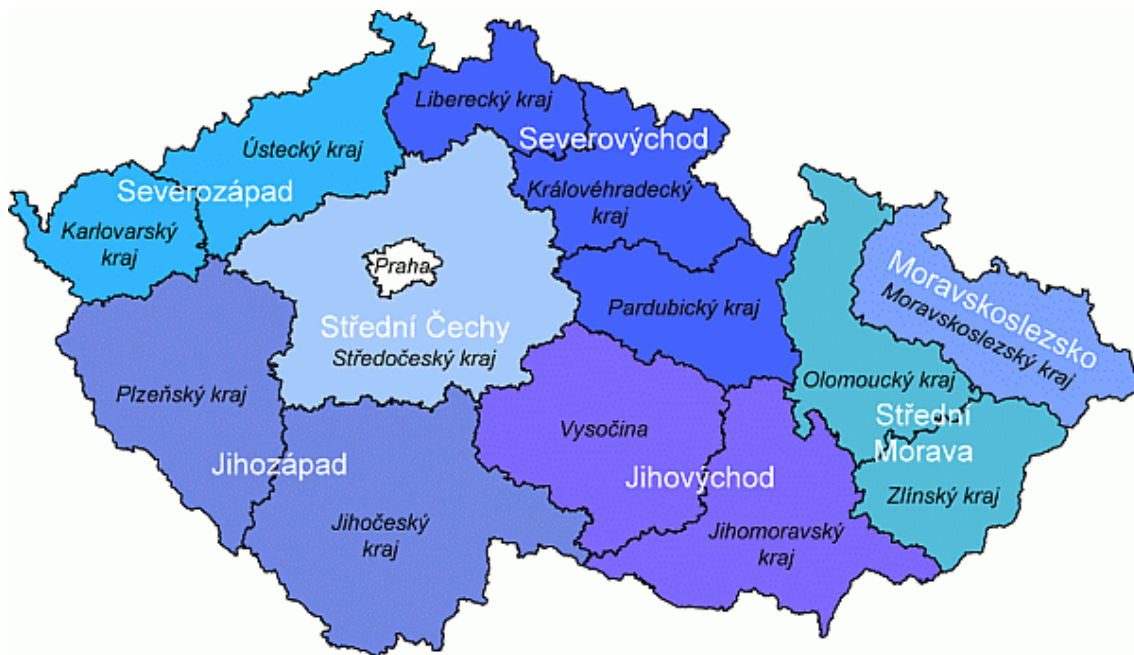 Liberecký kraj
Severovýchod
Ústecký kraj
Severozápad
Královéhradecký
kraj
Karlovarský
kraj
Praha
Moravskoslezsko
Moravskoslezský kraj
Pardubický kraj
Střední Čechy
Středočeský kraj
Plzeňský kraj
Olomoucký kraj
Střední
Morava
Vysočina
Jihozápad
Jihovýchod
Zlínský kraj
Jihočeský
kraj
Jihomoravský
kraj